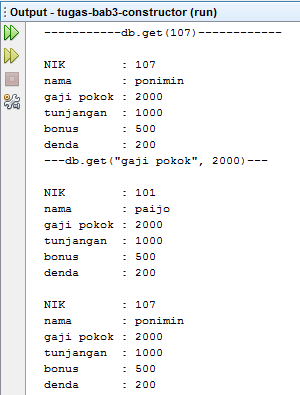 Output - tugas-bab3-constructor (run)
-----------db.get(107)------------
NIK : 107
nama : ponimin
gaji pokok : 2000
tunjangan : 1000
bonus : 500
denda : 200
---db.get("gaji pokok", 2000)---
NIK : 101
nama : paijo
gaji pokok : 2000
tunjangan : 1000
bonus : 500
denda : 200
NIK : 107
nama : ponimin
gaji pokok : 2000
tunjangan : 1000
bonus : 500
denda : 200